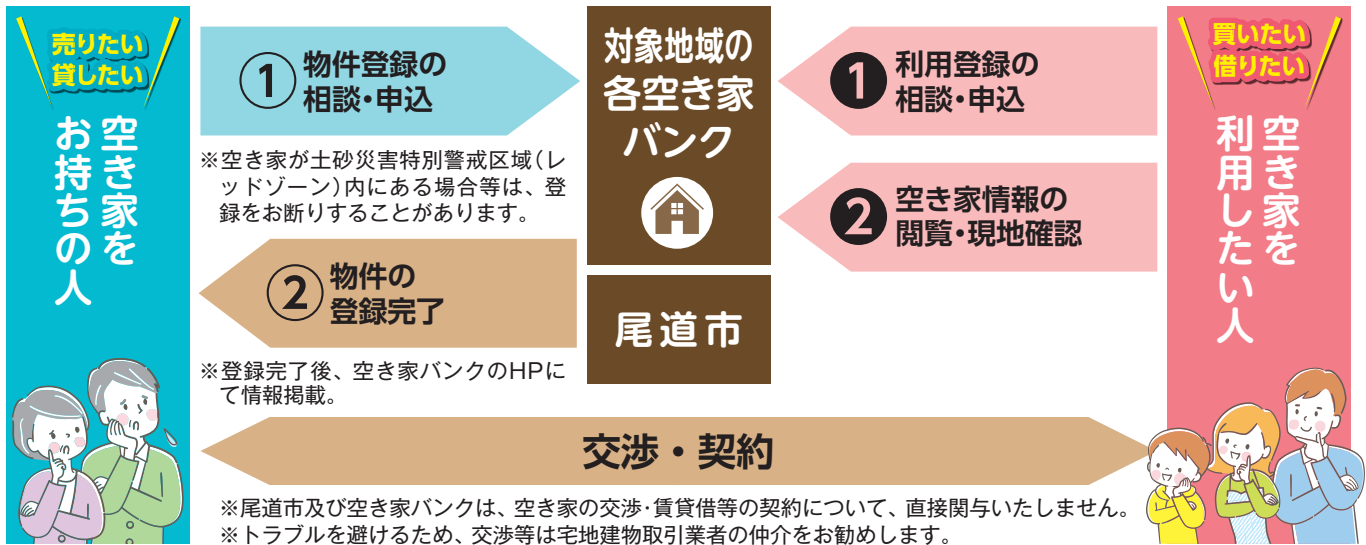 売りたい
貸したい
空き家を
お持ちの人
① 物件登録の
相談・申込
※空き家が土砂災害特別警戒区域(レ
ッドゾーン)内にある場合等は、登
録をお断りすることがあります。
② 物件の
登録完了
※登録完了後、空き家バンクのHPに
て情報掲載。
対象地域の
各空き家
バンク
尾道市
❶ 利用登録の
相談・申込
❷ 空き家情報の
閲覧・現地確認
買いたい
借りたい
空き家を
利用したい人
交渉・契約
※尾道市及び空き家バンクは、空き家の交渉・賃貸借等の契約について、直接関与いたしません。
※トラブルを避けるため、交渉等は宅地建物取引業者の仲介をお勧めします。